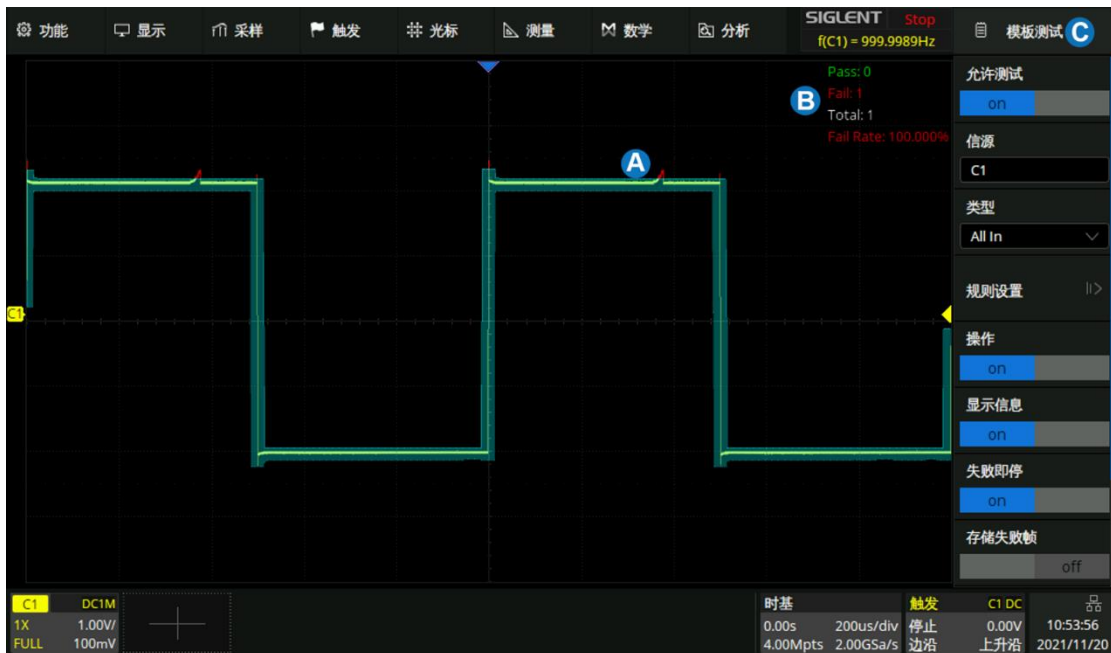 功能 显示 采样 触发 光标 测量 数学 分析
SIGLENT Stop
f(C1) = 999.9989Hz
模板测试 C
Pass: 0
B Fail: 1
Total: 1
Fail Rate: 100.000%
A
C1
允许测试
on
信源
C1
类型
All In
规则设置
操作
on
显示信息
on
失败即停
on
存储失败帧
off
C1 DC1M
1X 1.00V/
FULL 100mV
时基
0.00s 200us/div
4.00Mpts 2.00GSa/s
触发 C1 DC
停止 0.00V
边沿 上升沿
10:53:56
2021/11/20